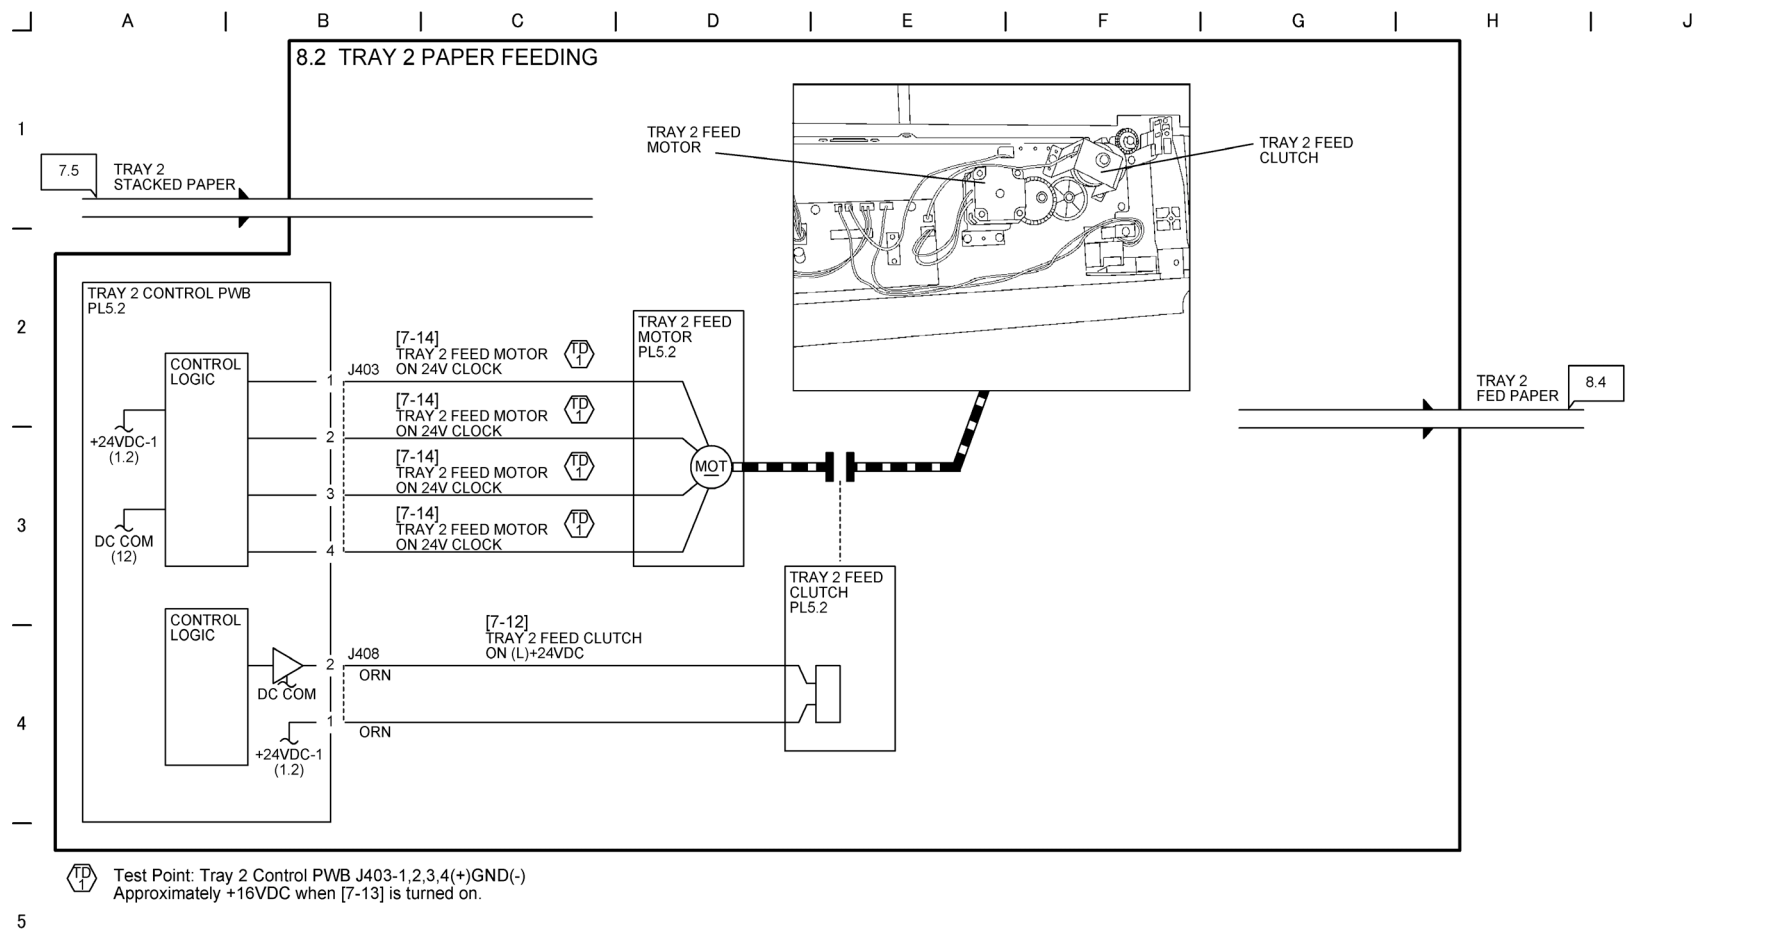 A B C D E F G H J
8.2 TRAY 2 PAPER FEEDING
1
TRAY 2 FEED
MOTOR
TRAY 2 FEED
CLUTCH
7.5
TRAY 2
STACKED PAPER
TRAY 2 CONTROL PWB
PL5.2
2
CONTROL
LOGIC
+24VDC-1
(1.2)
DC COM
(12)
1
J403
[7-14]
TRAY 2 FEED MOTOR
ON 24V CLOCK
TD
1
2
[7-14]
TRAY 2 FEED MOTOR
ON 24V CLOCK
TD
1
3
[7-14]
TRAY 2 FEED MOTOR
ON 24V CLOCK
TD
1
4
[7-14]
TRAY 2 FEED MOTOR
ON 24V CLOCK
TD
1
TRAY 2 FEED
MOTOR
PL5.2
MOT
TRAY 2
FED PAPER
8.4
3
TRAY 2 FEED
CLUTCH
PL5.2
CONTROL
LOGIC
DC COM
2
J408
ORN
[7-12]
TRAY 2 FEED CLUTCH
ON (L)+24VDC
1
ORN
+24VDC-1
(1.2)
4
TD
1
Test Point: Tray 2 Control PWB J403-1,2,3,4(+)GND(-)
Approximately +16VDC when [7-13] is turned on.
5